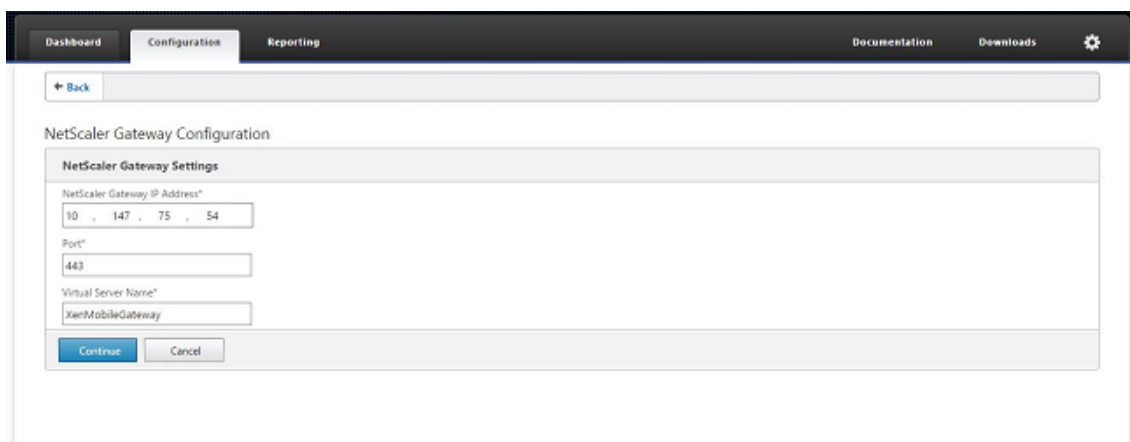 Dashboard Configuration Reporting Documentation Downloads
Back
NetScaler Gateway Configuration
NetScaler Gateway Settings
NetScaler Gateway IP Address*
10 . 147 . 75 . 54
Port*
443
Virtual Server Name*
XenMobileGateway
Continue Cancel